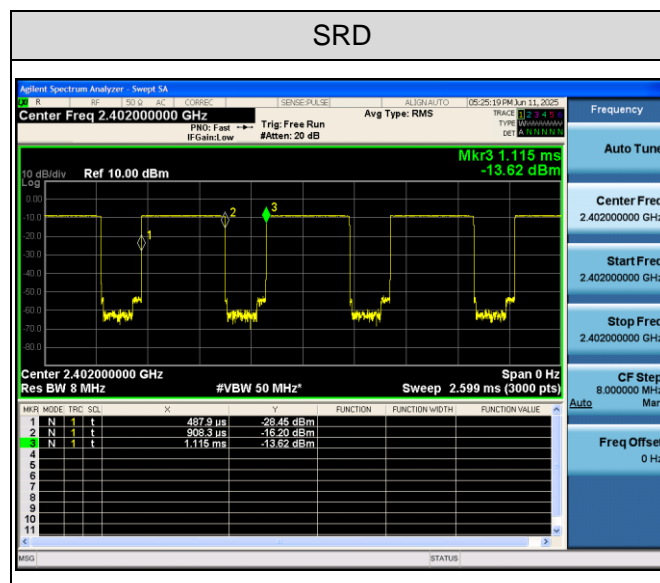 SRD
Agilent Spectrum Analyzer - Swept SA
R RF 50 Ω AC CORREC SENSE:PULSE ALIGNAUTO 05:25:19 PM Jun 11, 2025
Center Freq 2.402000000 GHz
PNO: Fast
IFGain:Low
Trig: Free Run
#Atten: 20 dB
Avg Type: RMS
TRACE 1 2 3 4 5 6
TYPE
DET A N N N N N
Mkr3 1.115 ms
-13.62 dBm
10 dB/div Ref 10.00 dBm
Log
0.00
-10.0
-20.0
-30.0
-40.0
-50.0
-60.0
-70.0
-80.0
1
2
3
Center 2.402000000 GHz Span 0 Hz
Res BW 8 MHz #VBW 50 MHz* Sweep 2.599 ms (3000 pts)
MKR MODE TRC SCL X Y FUNCTION FUNCTION WIDTH FUNCTION VALUE
1 N 1 t 487.9 µs -28.45 dBm
2 N 1 t 908.3 µs -16.20 dBm
3 N 1 t 1.115 ms -13.62 dBm
4
5
6
7
8
9
10
11
MSG STATUS
Frequency
Auto Tune
Center Freq
2.402000000 GHz
Start Freq
2.402000000 GHz
Stop Freq
2.402000000 GHz
CF Step
8.000000 MHz
Auto Man
Freq Offset
0 Hz